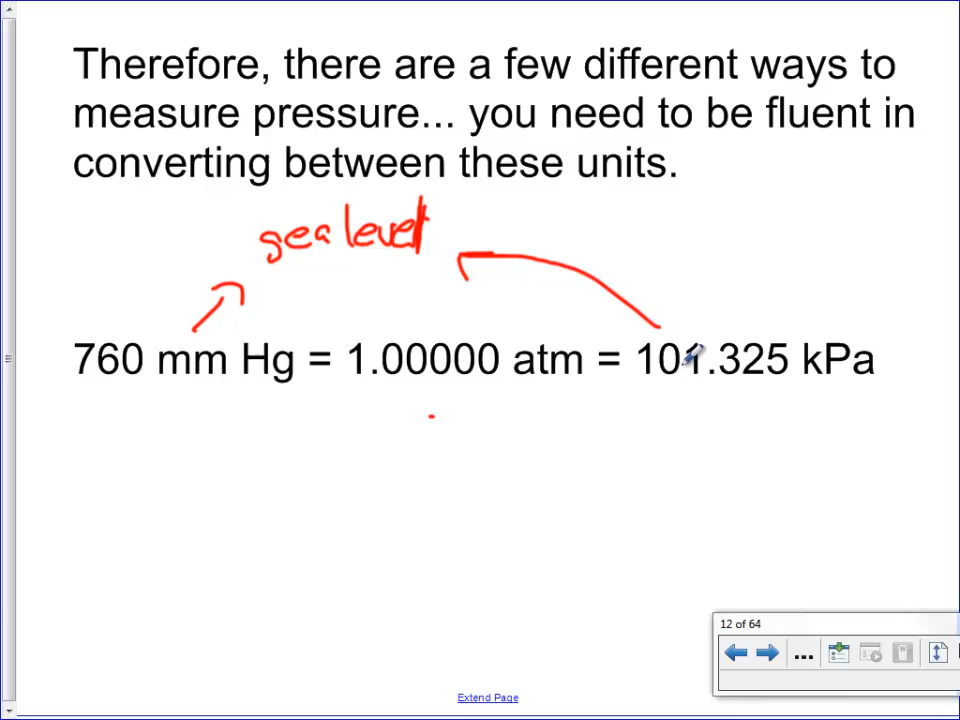 Therefore, there are a few different ways to
measure pressure... you need to be fluent in
converting between these units.
sea level
760 mm Hg = 1.00000 atm = 101.325 kPa
12 of 64
...
Extend Page